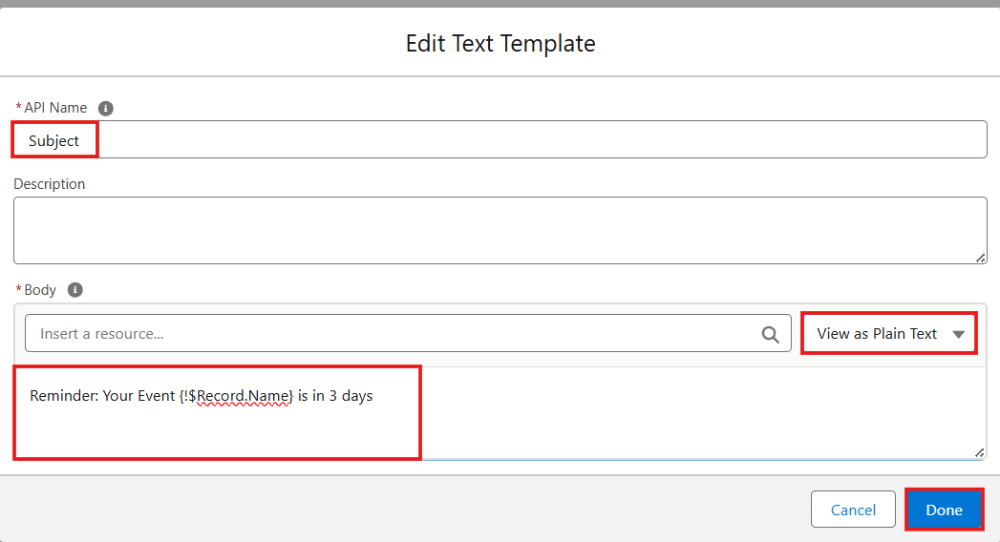 Edit Text Template
* API Name
Subject
Description
* Body
Insert a resource...
View as Plain Text
Reminder: Your Event {!$Record.Name} is in 3 days
Cancel
Done